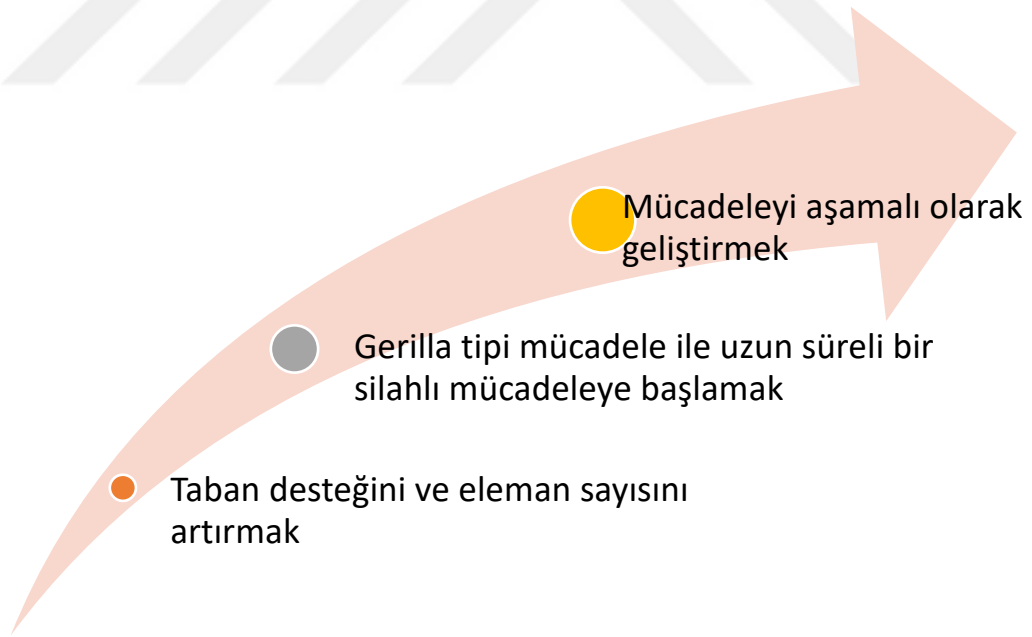 Mücadeleyi aşamalı olarak
geliştirmek
Gerilla tipi mücadele ile uzun süreli bir
silahlı mücadeleye başlamak
Taban desteğini ve eleman sayısını
artırmak